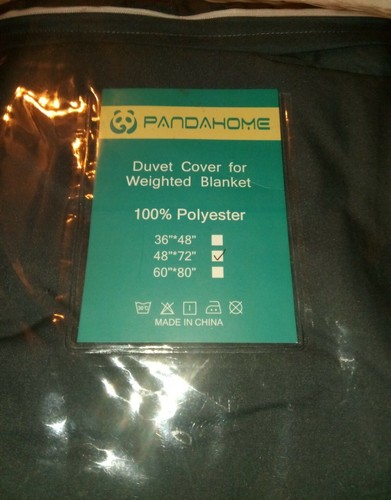 PANDAHOME
Duvet Cover for
Weighted Blanket
100% Polyester
36"*48"
48"*72"
60"*80"
MADE IN CHINA